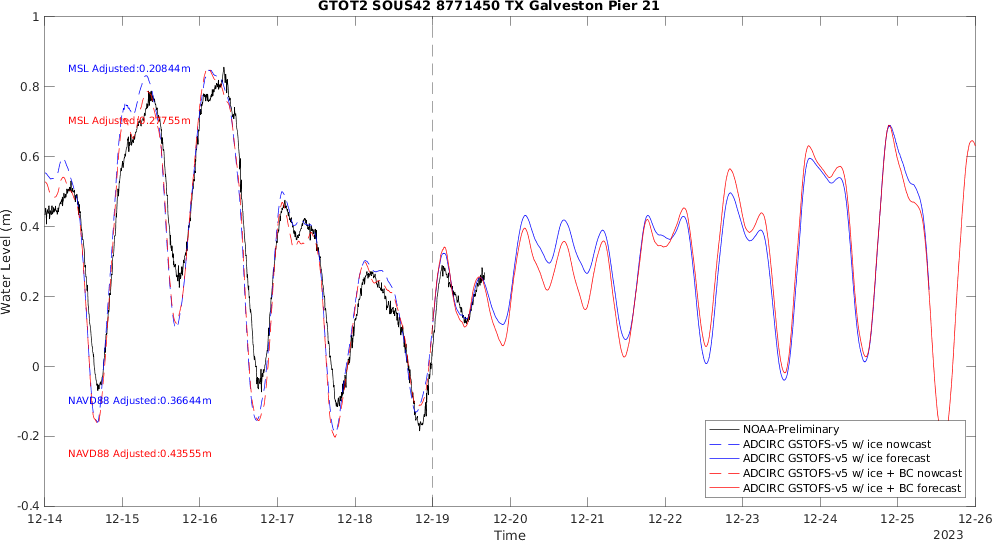 GTOT2 SOUS42 8771450 TX Galveston Pier 21
1
0.8
0.6
0.4
0.2
0
-0.2
-0.4
Water Level (m)
MSL Adjusted:0.20844m
MSL Adjusted:0.27755m
NAVD88 Adjusted:0.36644m
NAVD88 Adjusted:0.43555m
NOAA-Preliminary
ADCIRC GSTOFS-v5 w/ ice nowcast
ADCIRC GSTOFS-v5 w/ ice forecast
ADCIRC GSTOFS-v5 w/ ice + BC nowcast
ADCIRC GSTOFS-v5 w/ ice + BC forecast
12-14 12-15 12-16 12-17 12-18 12-19 12-20 12-21 12-22 12-23 12-24 12-25 12-26
Time
2023